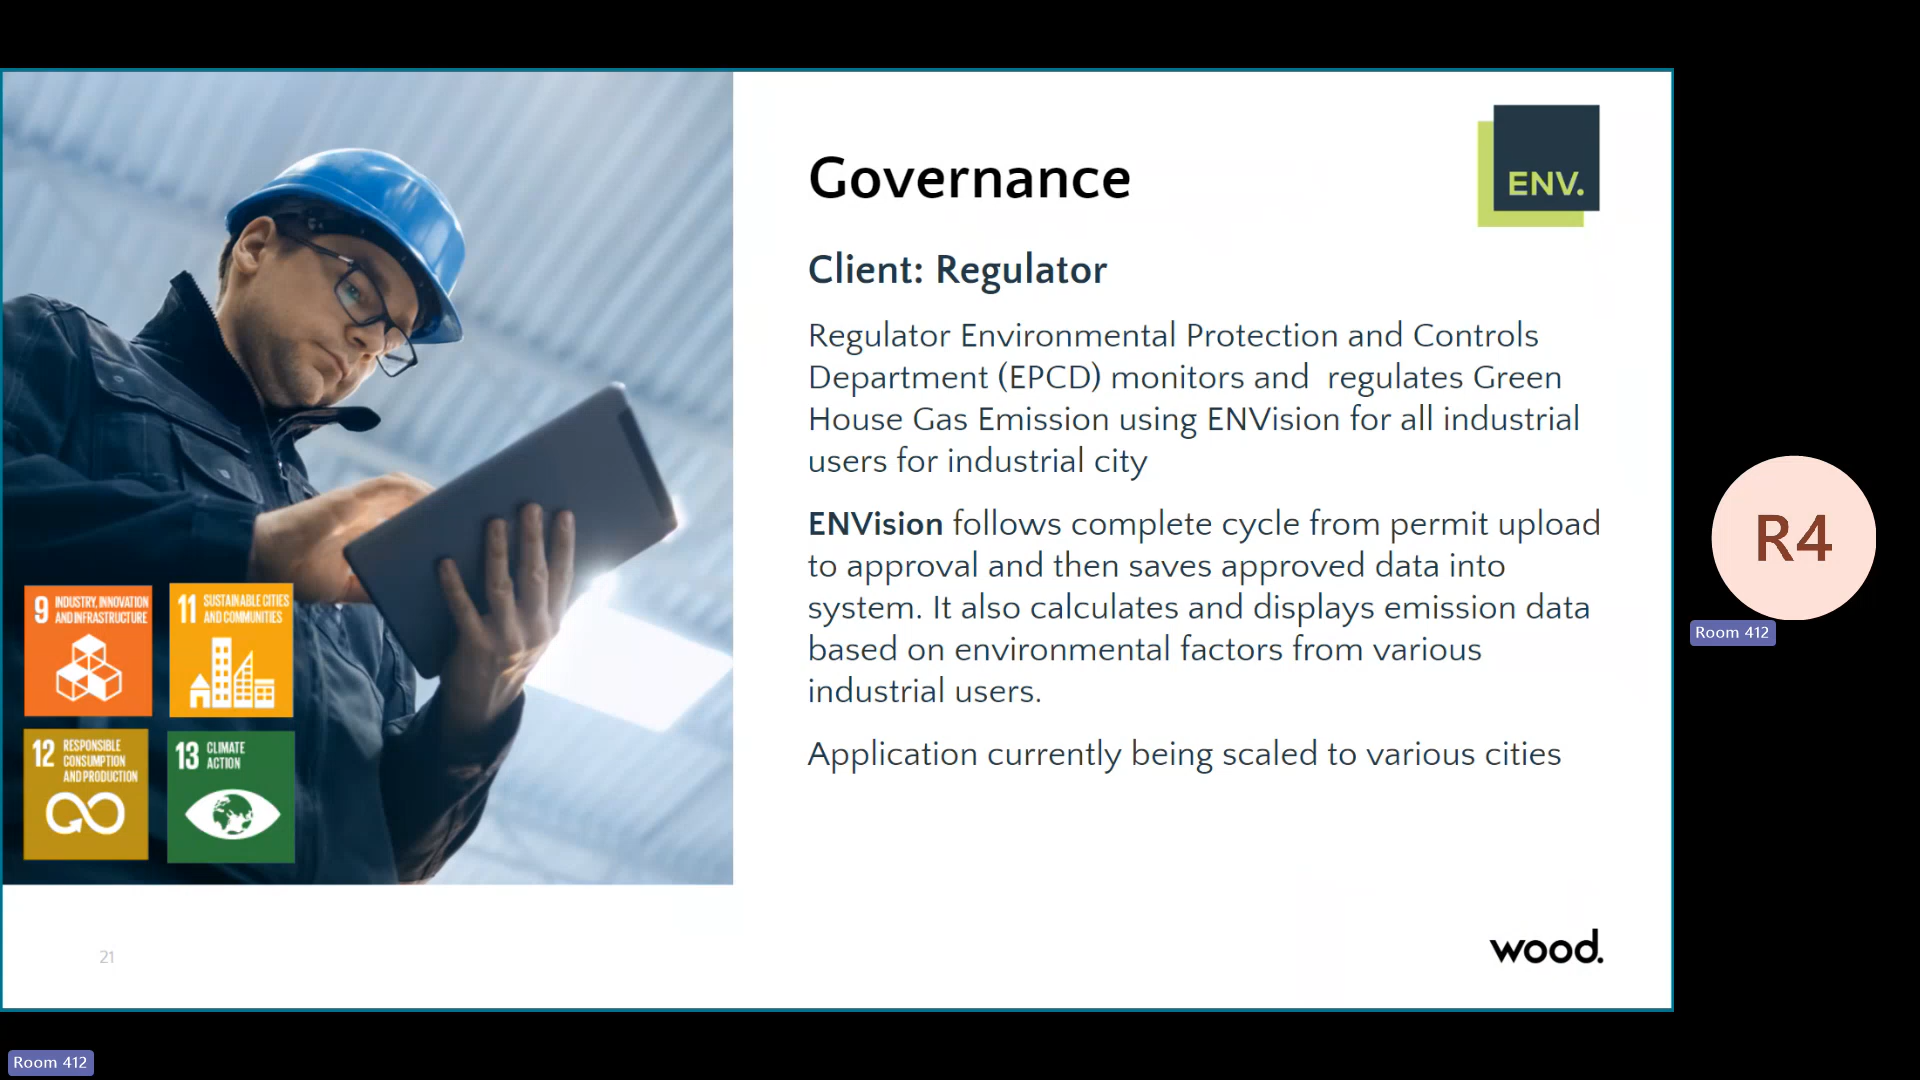 Governance
ENV.
Client: Regulator
Regulator Environmental Protection and Controls
Department (EPCD) monitors and  regulates Green
House Gas Emission using ENVision for all industrial
users for industrial city
ENVision follows complete cycle from permit upload
to approval and then saves approved data into
system. It also calculates and displays emission data
based on environmental factors from various
industrial users.
Application currently being scaled to various cities
9 INDUSTRY, INNOVATION
AND INFRASTRUCTURE
11 SUSTAINABLE CITIES
AND COMMUNITIES
12 RESPONSIBLE
CONSUMPTION
AND PRODUCTION
13 CLIMATE
ACTION
21
wood.
R4
Room 412
Room 412